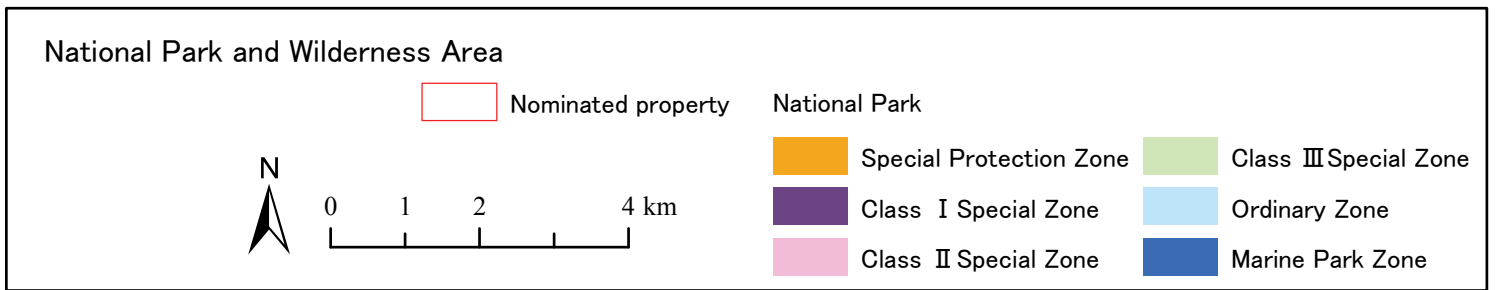 National Park and Wilderness Area
Nominated property
National Park
Special Protection Zone
Class Ⅰ Special Zone
Class Ⅱ Special Zone
Class Ⅲ Special Zone
Ordinary Zone
Marine Park Zone
N
0 1 2 4 km